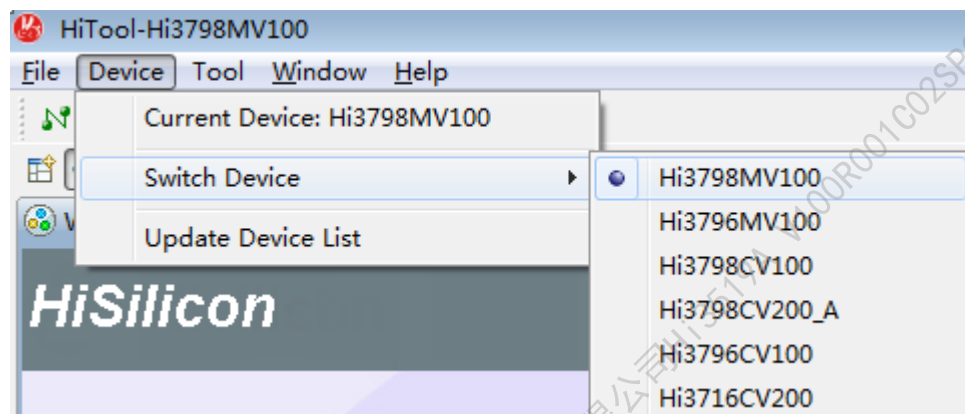 HiTool-Hi3798MV100
File Device Tool Window Help
Current Device: Hi3798MV100
Switch Device
Update Device List
Hi3798MV100
Hi3796MV100
Hi3798CV100
Hi3798CV200_A
Hi3796CV100
Hi3716CV200
HiSilicon